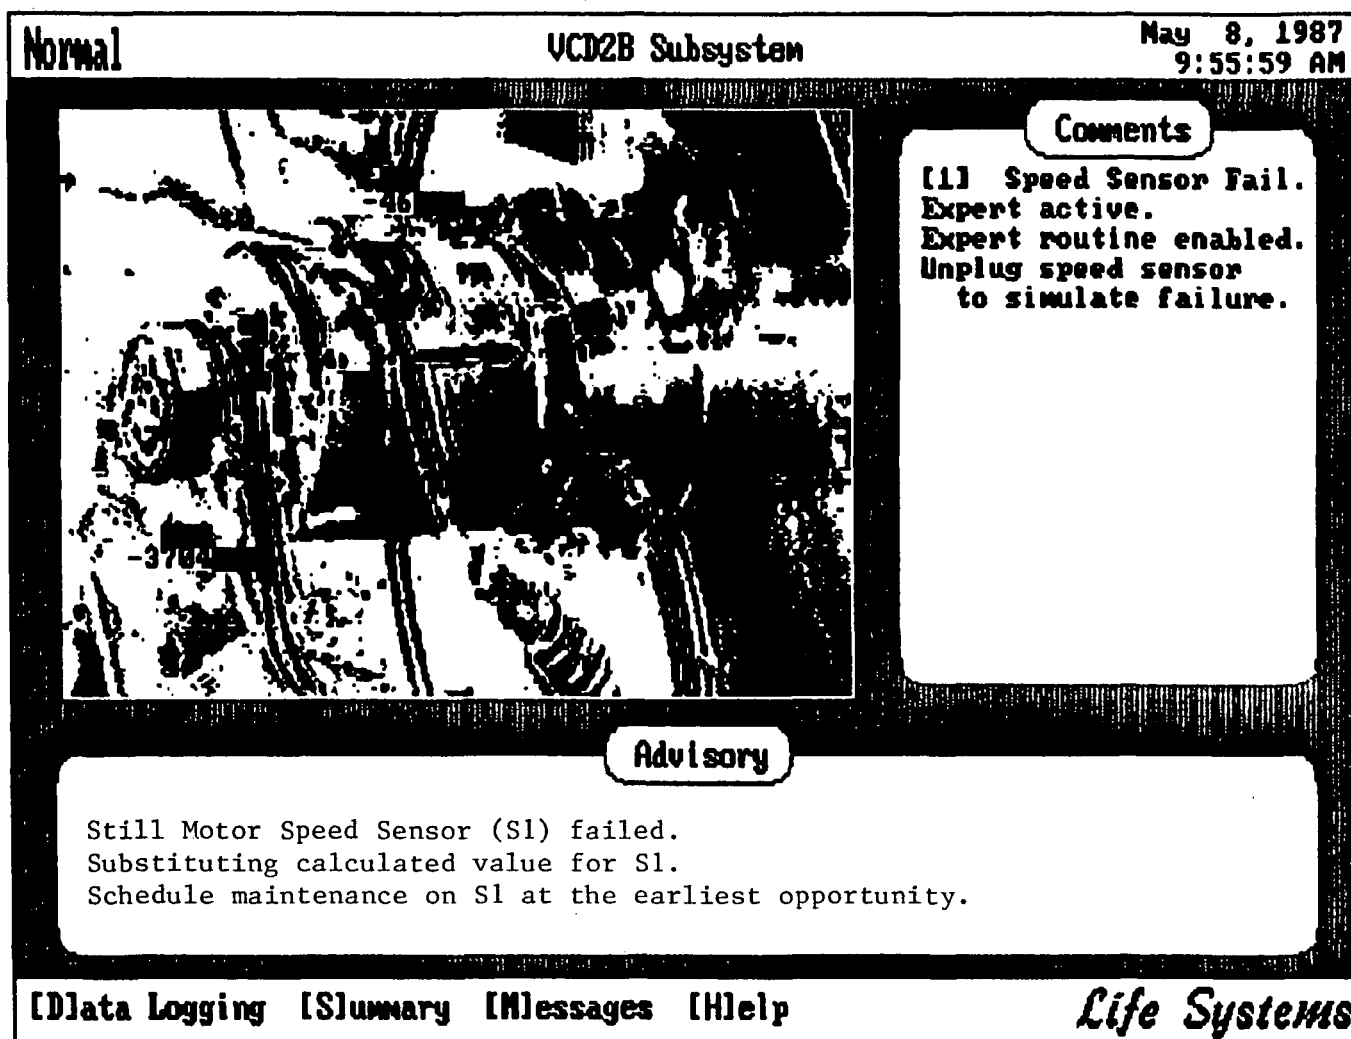 Normal
VCD2B Subsystem
May 8, 1987
9:55:59 AM
Comments
[1] Speed Sensor Fail.
Expert active.
Expert routine enabled.
Unplug speed sensor
to simulate failure.
-46
-3704
Advisory
Still Motor Speed Sensor (S1) failed.
Substituting calculated value for S1.
Schedule maintenance on S1 at the earliest opportunity.
[D]ata Logging [S]ummary [M]essages [H]elp
Life Systems